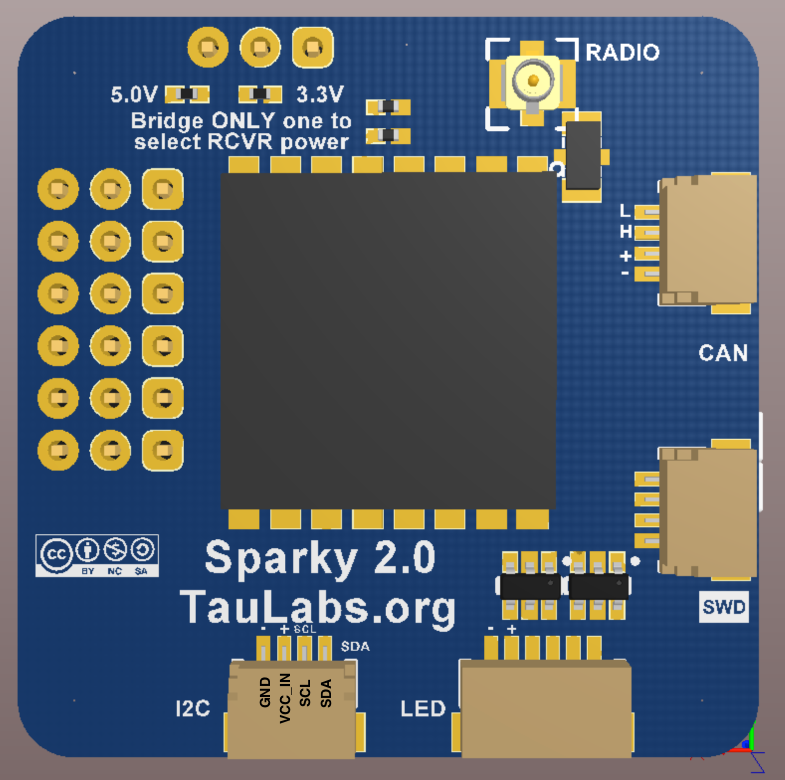 RADIO
5.0V 3.3V
Bridge ONLY one to
select RCVR power
L
H
+
-
CAN
cc
BY NC SA
Sparky 2.0
TauLabs.org
SWD
- + SCL
SDA
- +
GND
VCC_IN
SCL
SDA
I2C
LED